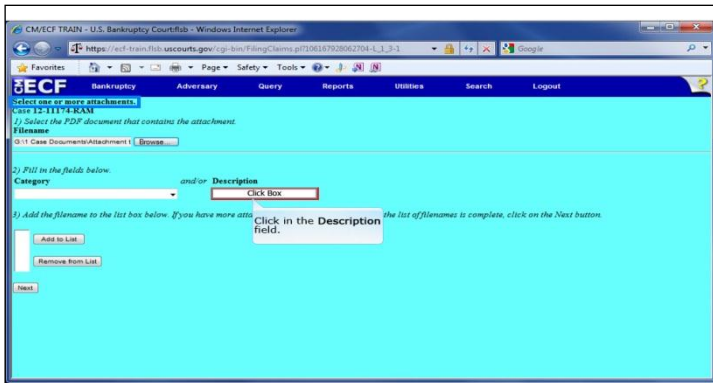 CM/ECF TRAIN - U.S. Bankruptcy Court:flsb - Windows Internet Explorer
https://ecf-train.flsb.uscourts.gov/cgi-bin/FilingClaims.pl?106167928062704-L_1_3-1
Google
Favorites Page Safety Tools
ECF Bankruptcy Adversary Query Reports Utilities Search Logout ?
Select one or more attachments.
Case 12-11174-RAM
1) Select the PDF document that contains the attachment.
Filename
G:\1 Case Documents\Attachment t Browse...
2) Fill in the fields below.
Category and/or Description
Click Box
3) Add the filename to the list box below. If you have more atta the list of filenames is complete, click on the Next button.
Click in the Description
field.
Add to List
Remove from List
Next